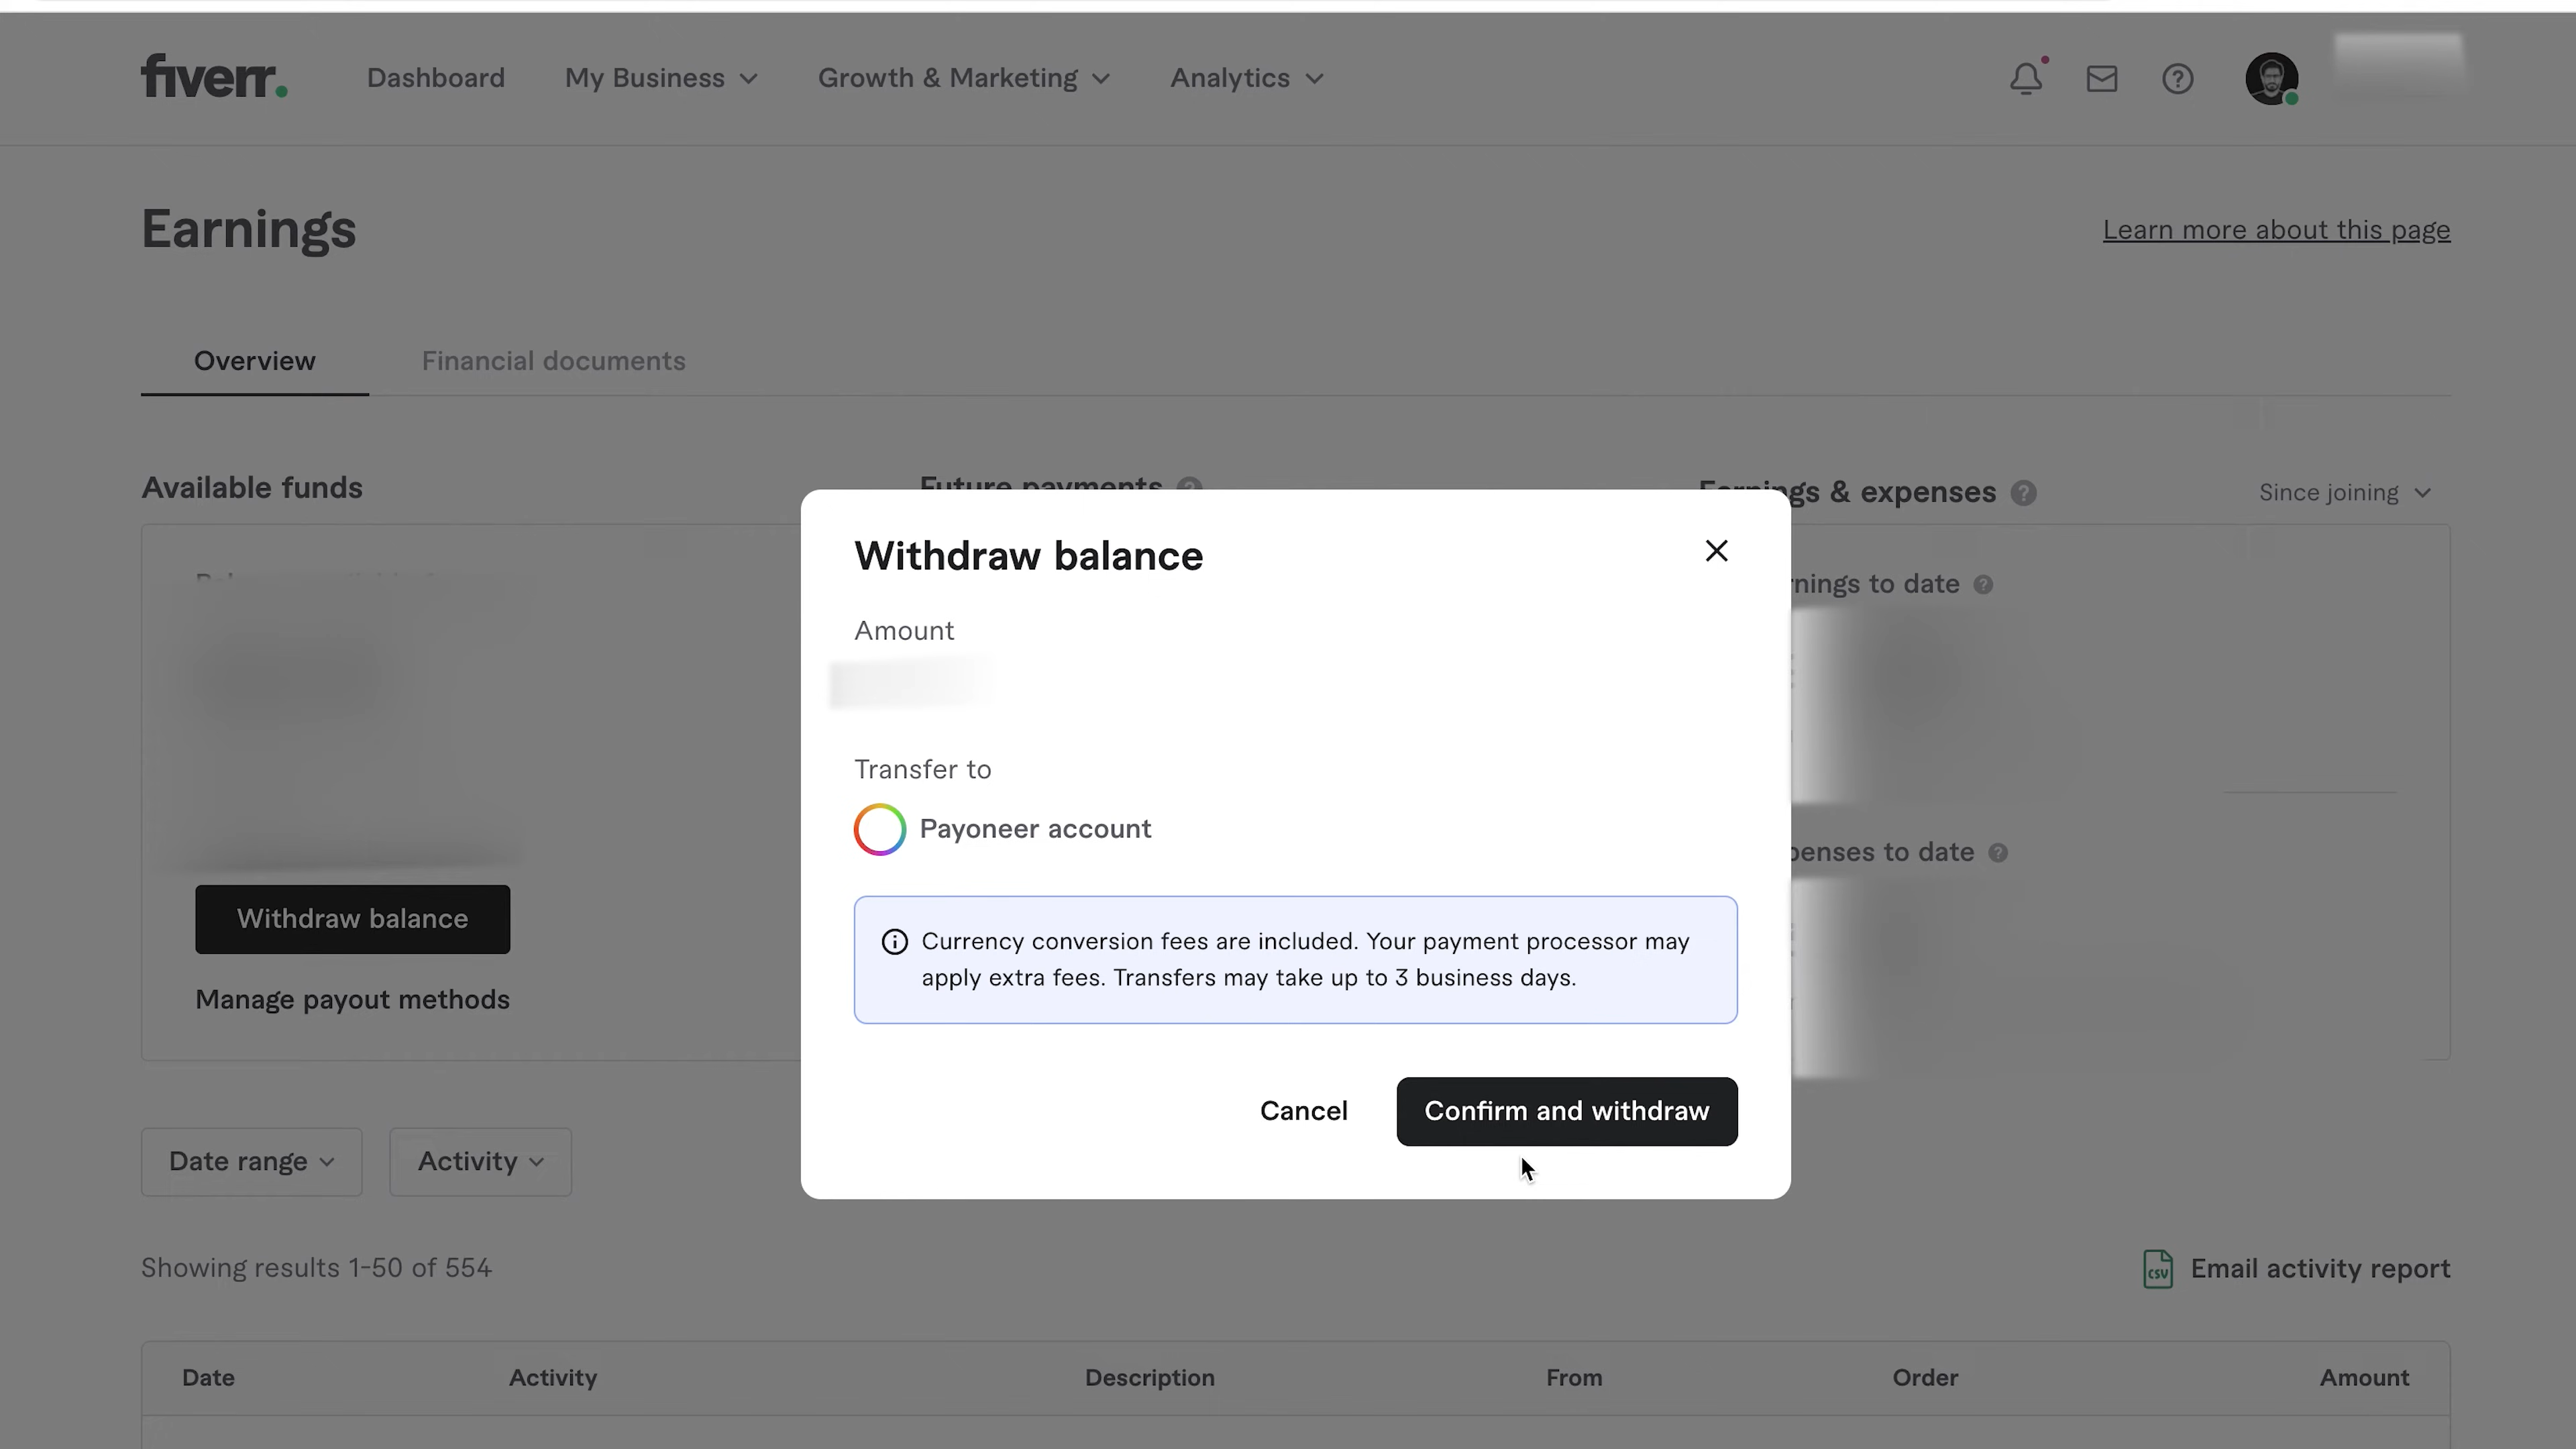 fiverr.
Dashboard
My Business
Growth & Marketing
Analytics
Earnings
Learn more about this page
Overview
Financial documents
Available funds
Future payments
& expenses
Since joining
Withdraw balance
Manage payout methods
to date
to date
Withdraw balance
Amount
Transfer to
Payoneer account
Currency conversion fees are included. Your payment processor may
apply extra fees. Transfers may take up to 3 business days.
Cancel
Confirm and withdraw
Date range
Activity
Showing results 1-50 of 554
CSV
Email activity report
Date
Activity
Description
From
Order
Amount